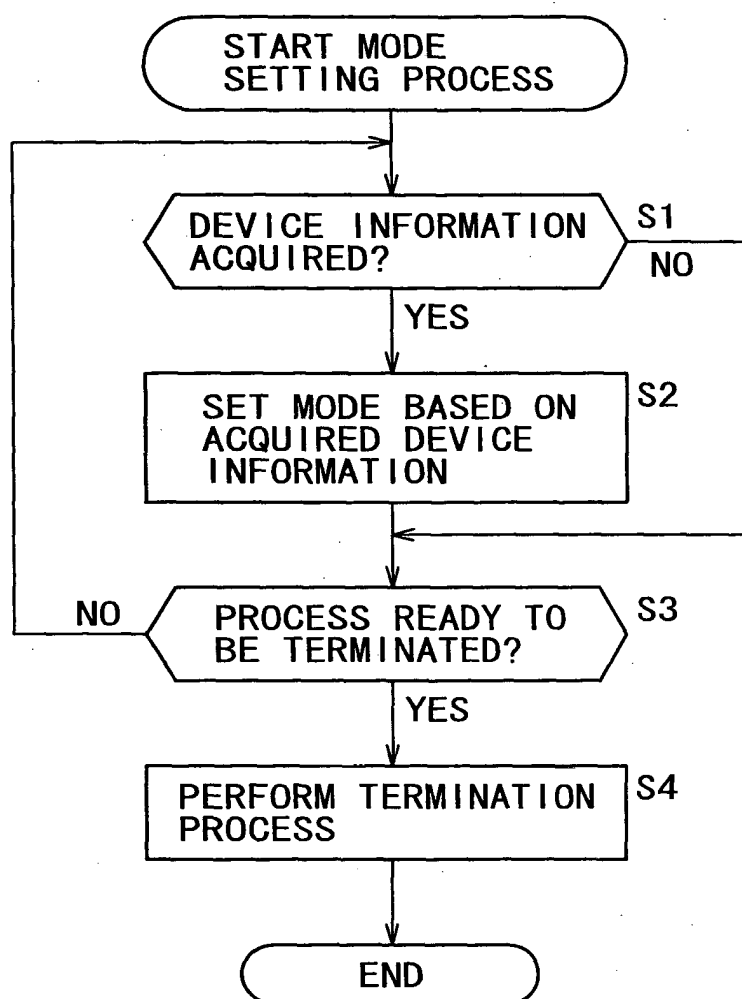 START MODE
SETTING PROCESS
DEVICE INFORMATION
ACQUIRED?
S1
NO
YES
SET MODE BASED ON
ACQUIRED DEVICE
INFORMATION
S2
NO
PROCESS READY TO
BE TERMINATED?
S3
YES
PERFORM TERMINATION
PROCESS
S4
END